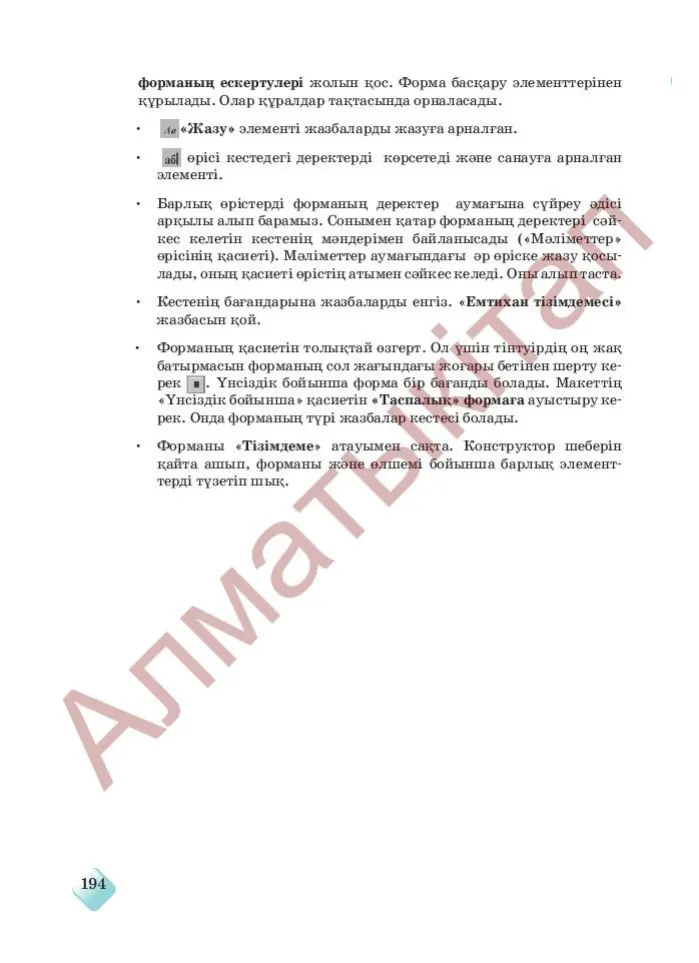 форманың ескертулері жолын қос. Форма басқару элементтерінен
құрылады. Олар құралдар тақтасында орналасады.
• Аа «Жазу» элементі жазбаларды жазуға арналған.
• аб| өрісі кестедегі деректерді көрсетеді және санауға арналған
элементі.
• Барлық өрістерді форманың деректер аумағына сүйреу әдісі
арқылы алып барамыз. Сонымен қатар форманың деректері сәй-
кес келетін кестенің мәндерімен байланысады («Мәліметтер»
өрісінің қасиеті). Мәліметтер аумағындағы әр өріске жазу қосы-
лады, оның қасиеті өрістің атымен сәйкес келеді. Оны алып таста.
• Кестенің бағандарына жазбаларды енгіз. «Емтихан тізімдемесі»
жазбасын қой.
• Форманың қасиетін толықтай өзгерт. Ол үшін тінтуірдің оң жақ
батырмасын форманың сол жағындағы жоғары бетінен шерту ке-
рек ▪. Үнсіздік бойынша форма бір бағанды болады. Макеттің
«Үнсіздік бойынша» қасиетін «Таспалық» формаға ауыстыру ке-
рек. Онда форманың түрі жазбалар кестесі болады.
• Форманы «Тізімдеме» атауымен сақта. Конструктор шеберін
қайта ашып, форманы және өлшемі бойынша барлық элемент-
терді түзетіп шық.
Алматыкітап
194